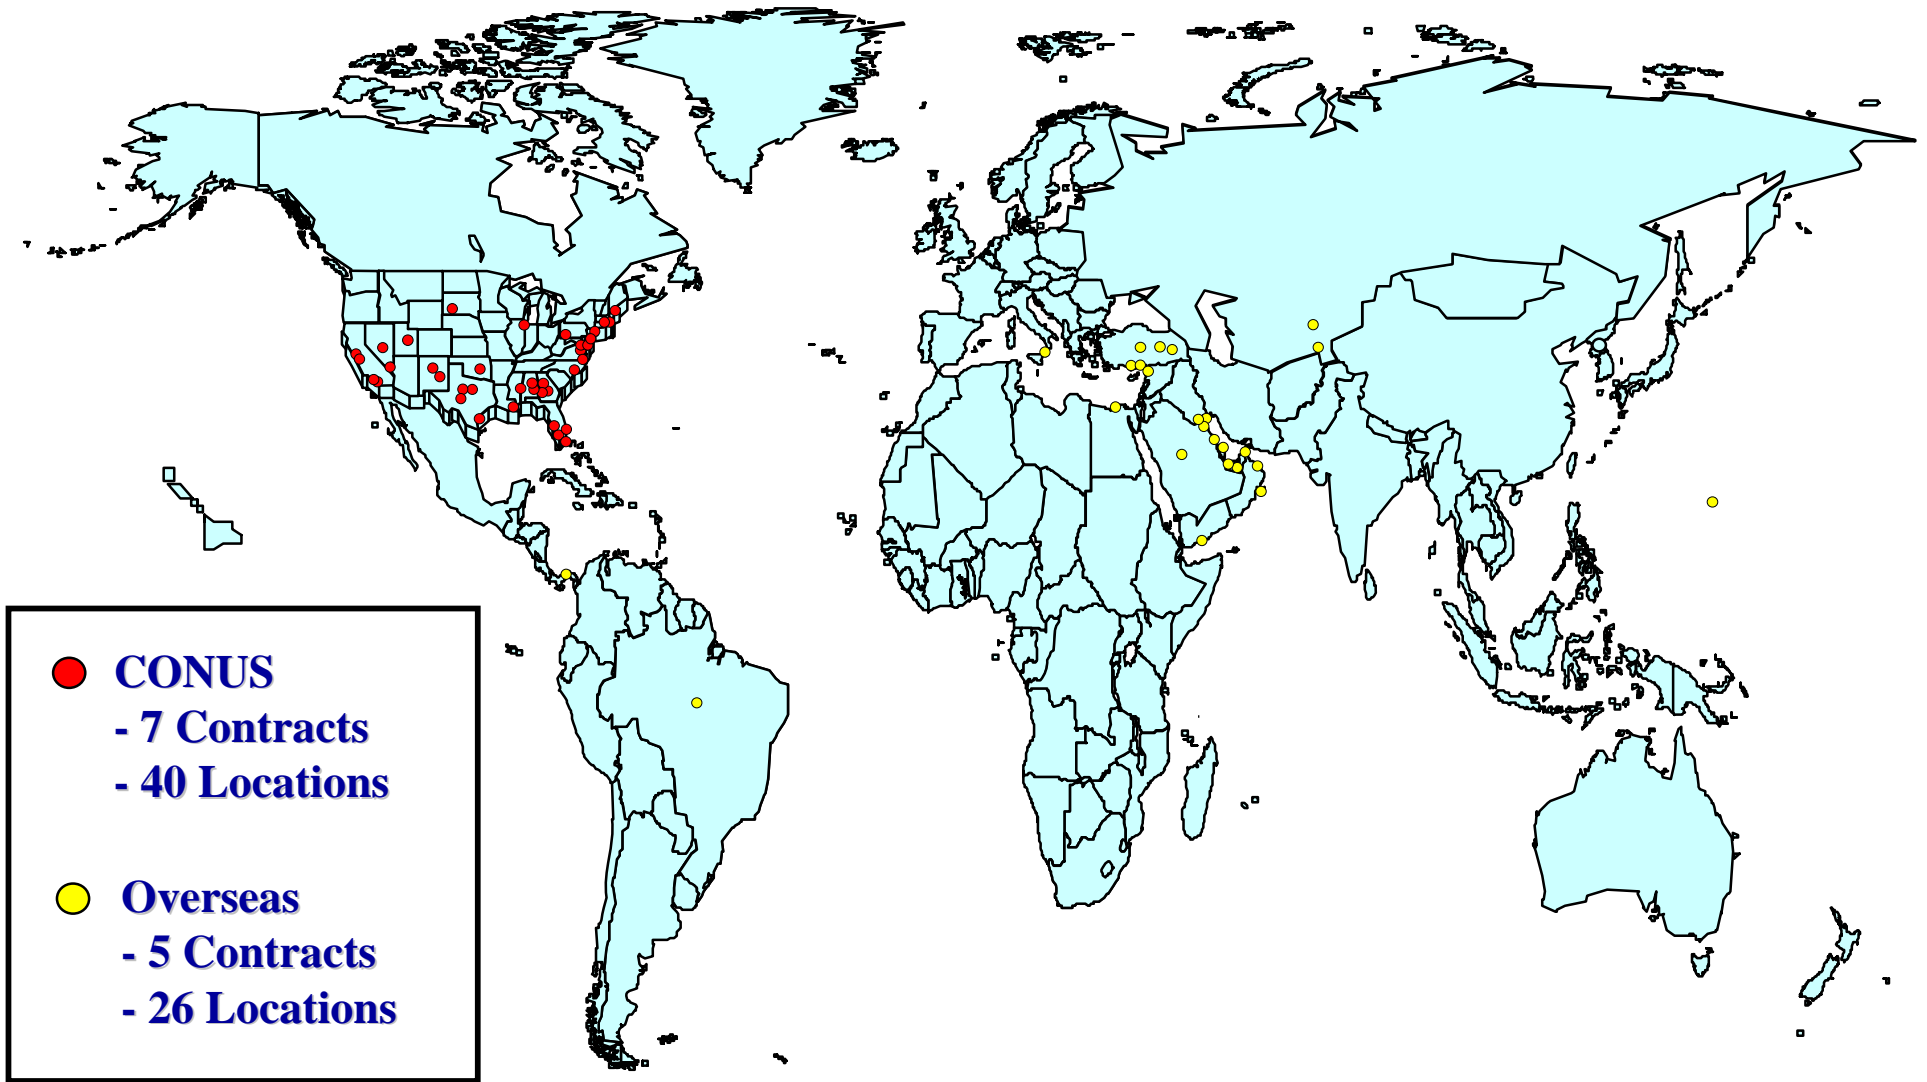 CONUS
- 7 Contracts
- 40 Locations
Overseas
- 5 Contracts
- 26 Locations